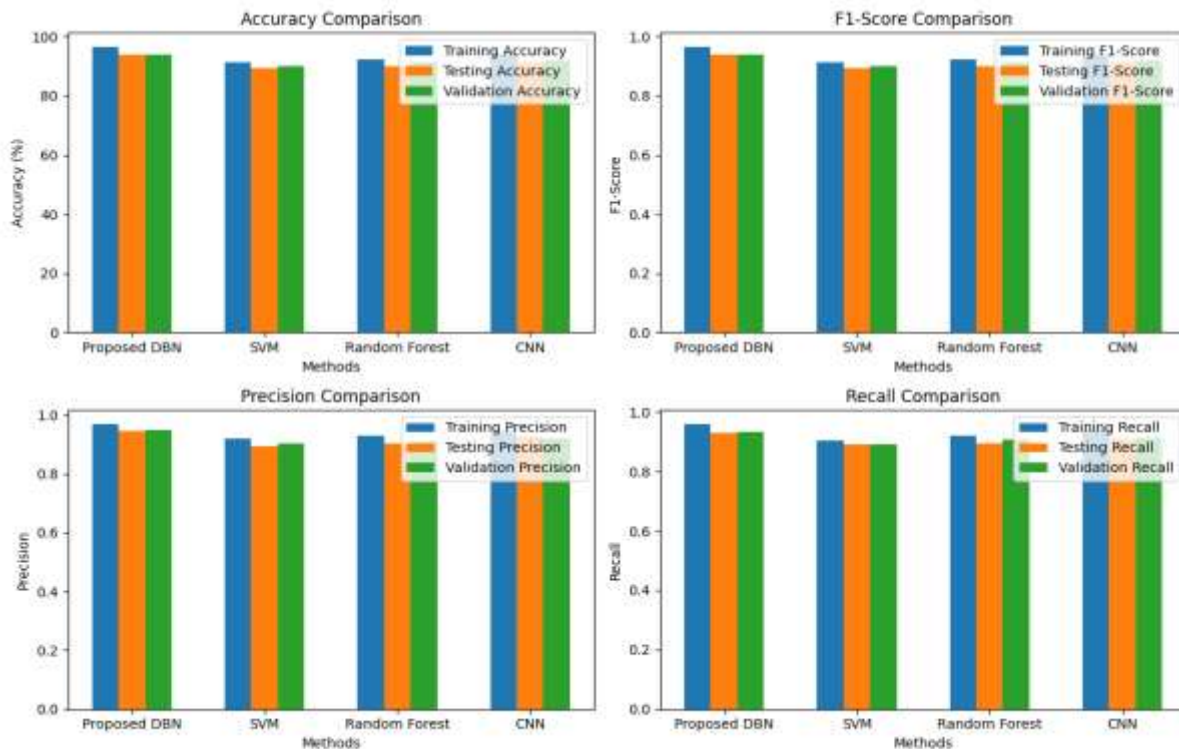 Accuracy Comparison
100
80
60
40
20
0
Accuracy (%)
Training Accuracy
Testing Accuracy
Validation Accuracy
Proposed DBN SVM Random Forest CNN
Methods
F1-Score Comparison
1.0
0.8
0.6
0.4
0.2
0.0
F1-Score
Training F1-Score
Testing F1-Score
Validation F1-Score
Proposed DBN SVM Random Forest CNN
Methods
Precision Comparison
1.0
0.8
0.6
0.4
0.2
0.0
Precision
Training Precision
Testing Precision
Validation Precision
Proposed DBN SVM Random Forest CNN
Methods
Recall Comparison
1.0
0.8
0.6
0.4
0.2
0.0
Recall
Training Recall
Testing Recall
Validation Recall
Proposed DBN SVM Random Forest CNN
Methods